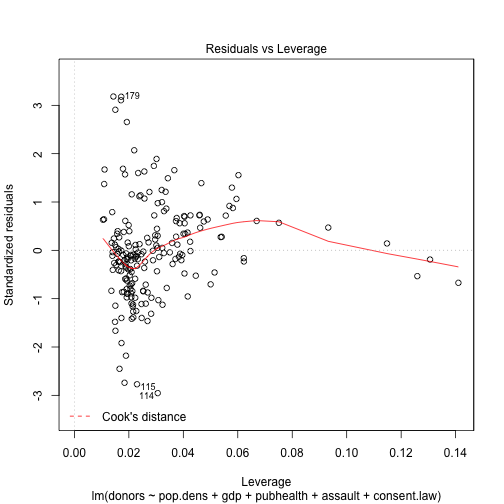 Residuals vs Leverage
Standardized residuals
3
2
1
0
-1
-2
-3
179
115
114
Cook's distance
0.00 0.02 0.04 0.06 0.08 0.10 0.12 0.14
Leverage
lm(donors ~ pop.dens + gdp + pubhealth + assault + consent.law)